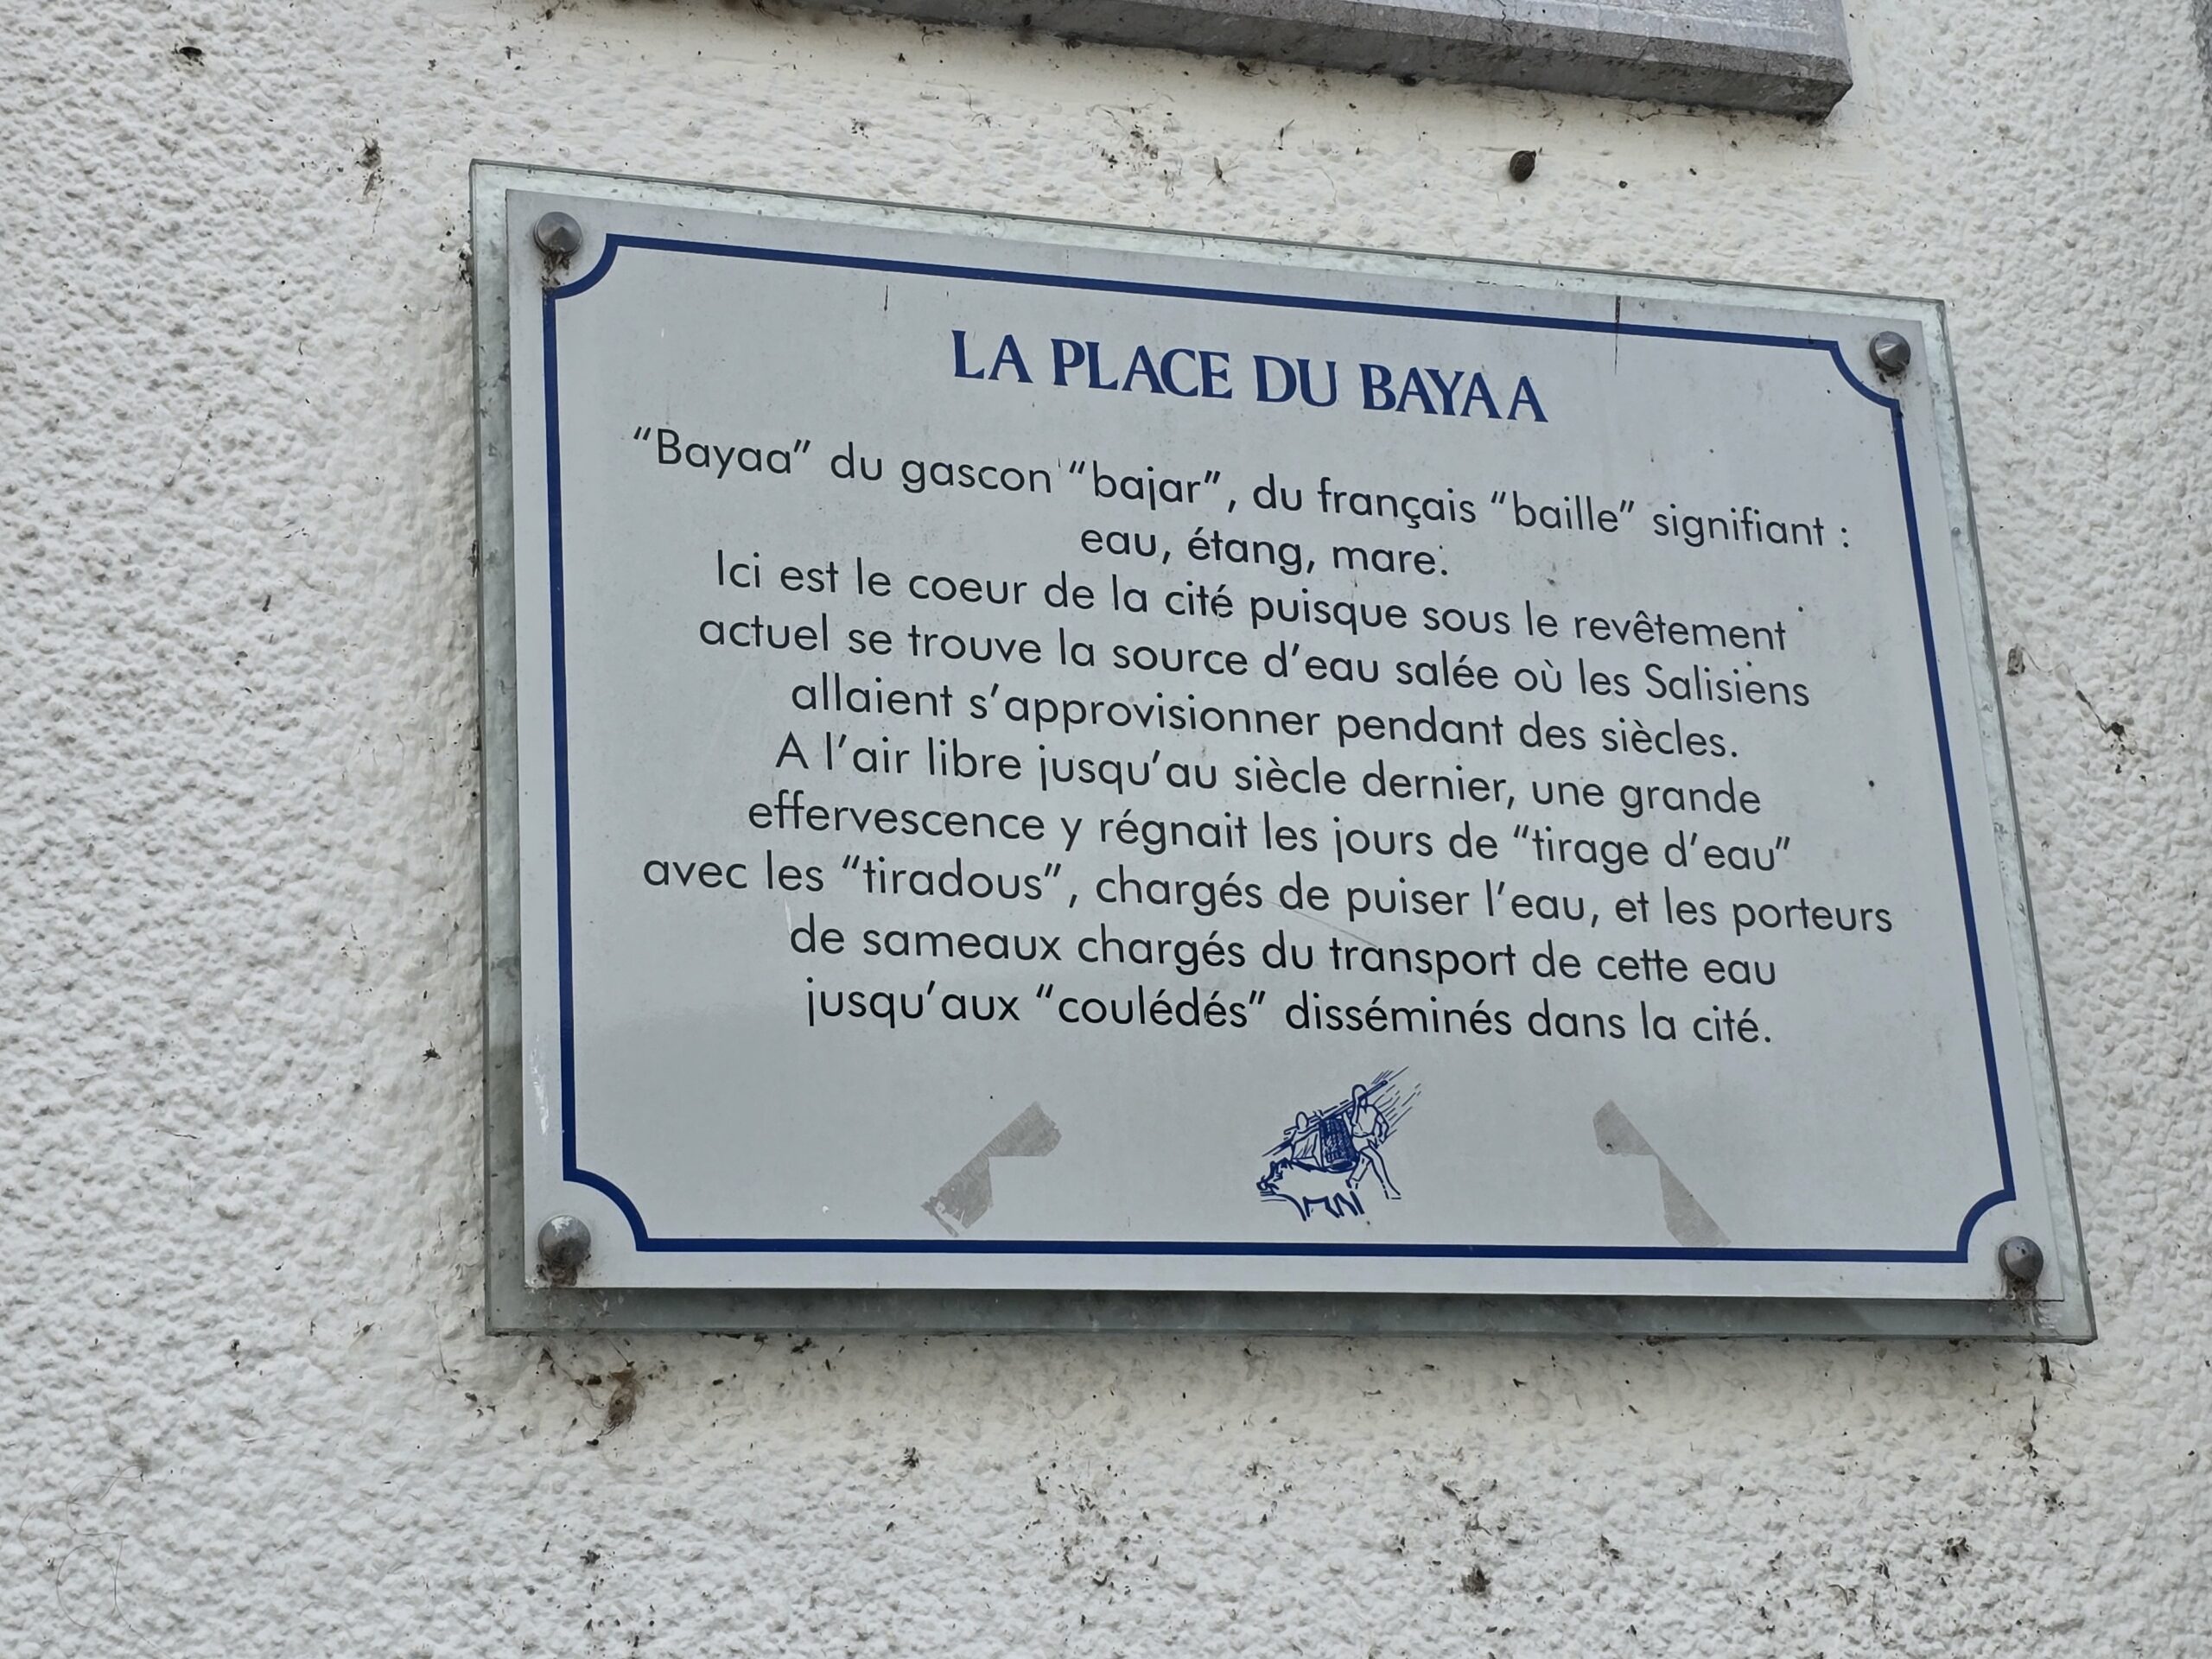 LA PLACE DU BAYAA
“Bayaa” du gascon “bajar”, du français “baille” signifiant :
eau, étang, mare.
Ici est le coeur de la cité puisque sous le revêtement
actuel se trouve la source d'eau salée où les Salisiens
allaient s'approvisionner pendant des siècles.
A l'air libre jusqu'au siècle dernier, une grande
effervescence y régnait les jours de “tirage d'eau”
avec les “tiradous”, chargés de puiser l'eau, et les porteurs
de sameaux chargés du transport de cette eau
jusqu'aux “coulédés” disséminés dans la cité.